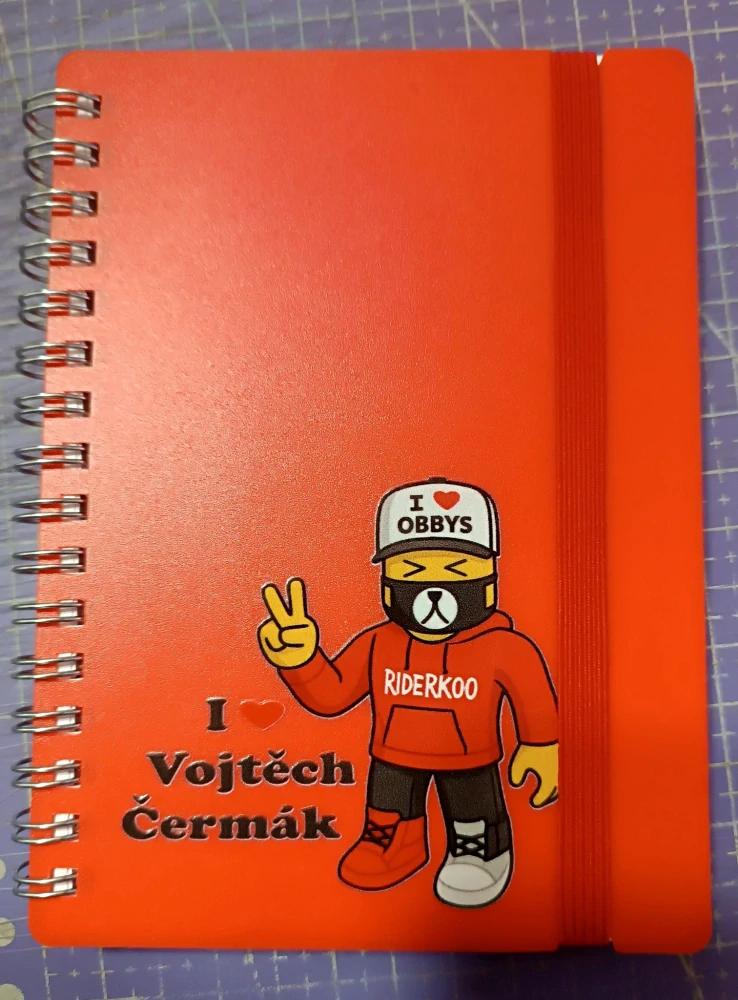 I ❤ OBBYS
RIDERKOO
I ❤
Vojtěch
Čermák